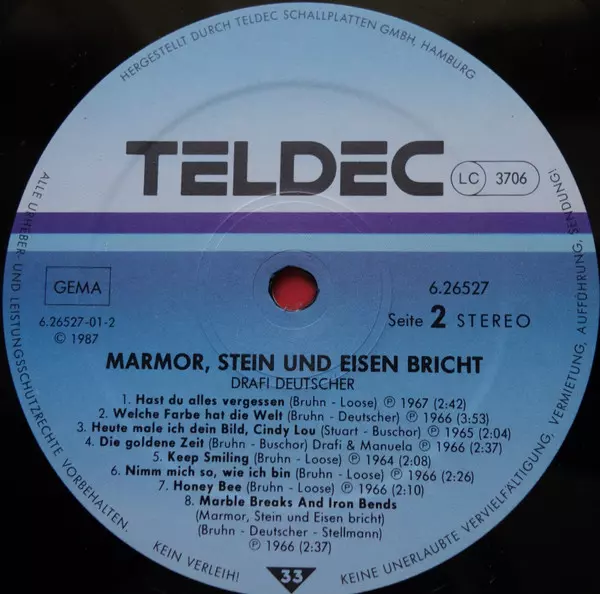 HERGESTELLT DURCH TELDEC SCHALLPLATTEN GMBH, HAMBURG
TELDEC
LC 3706
GEMA
6.26527-01-2
© 1987
6.26527
Seite 2 STEREO
MARMOR, STEIN UND EISEN BRICHT
DRAFI DEUTSCHER
1. Hast du alles vergessen (Bruhn - Loose) ℗ 1967 (2:42)
2. Welche Farbe hat die Welt (Bruhn - Deutscher) ℗ 1966 (3:53)
3. Heute male ich dein Bild, Cindy Lou (Stuart - Buschor) ℗ 1965 (2:04)
4. Die goldene Zeit (Bruhn - Buschor) Drafi & Manuela ℗ 1966 (2:37)
5. Keep Smiling (Bruhn - Loose) ℗ 1964 (2:08)
6. Nimm mich so, wie ich bin (Bruhn - Loose) ℗ 1966 (2:26)
7. Honey Bee (Bruhn - Loose) ℗ 1966 (2:10)
8. Marble Breaks And Iron Bends
(Marmor, Stein und Eisen bricht)
(Bruhn - Deutscher - Stellmann)
℗ 1966 (2:37)
33
ALLE URHEBER- UND LEISTUNGSSCHUTZRECHTE VORBEHALTEN.
KEIN VERLEIH! KEINE UNERLAUBTE VERVIELFÄLTIGUNG, VERMIETUNG, AUFFÜHRUNG, SENDUNG!